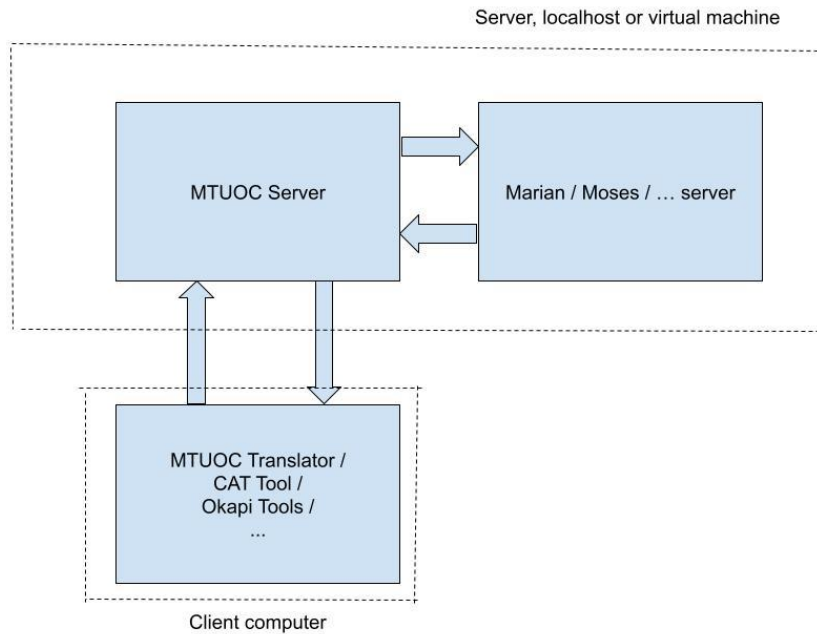 Server, localhost or virtual machine
MTUOC Server
Marian / Moses / … server
MTUOC Translator /
CAT Tool /
Okapi Tools /
...
Client computer